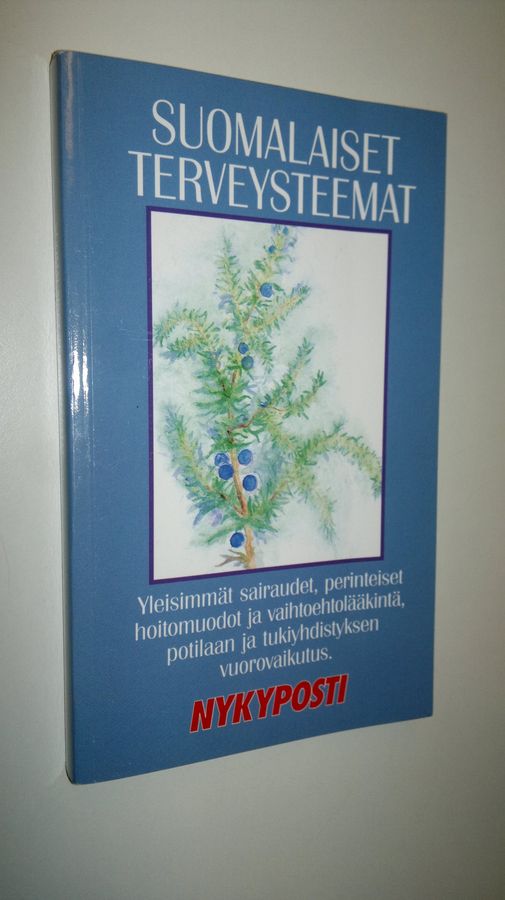 SUOMALAISET
TERVEYSTEEMAT
Yleisimmät sairaudet, perinteiset
hoitomuodot ja vaihtoehtolääkintä,
potilaan ja tukiyhdistyksen
vuorovaikutus.
NYKYPOSTI